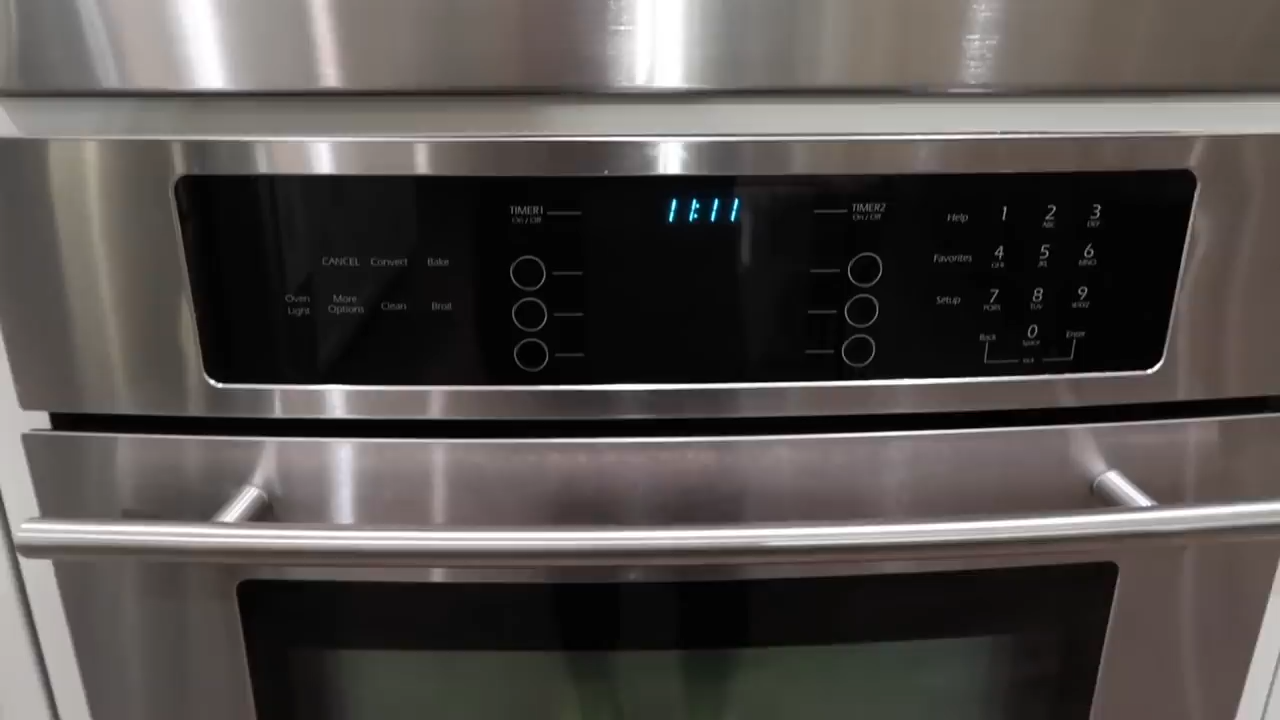 TIMER1
On / Off
11:11
TIMER2
On / Off
CANCEL Convect Bake
Oven Light
More Options
Clean Broil
Help 1 2 ABC 3 DEF
Favorites 4 GHI 5 JKL 6 MNO
Setup 7 PQRS 8 TUV 9 WXYZ
Back 0 Space Enter